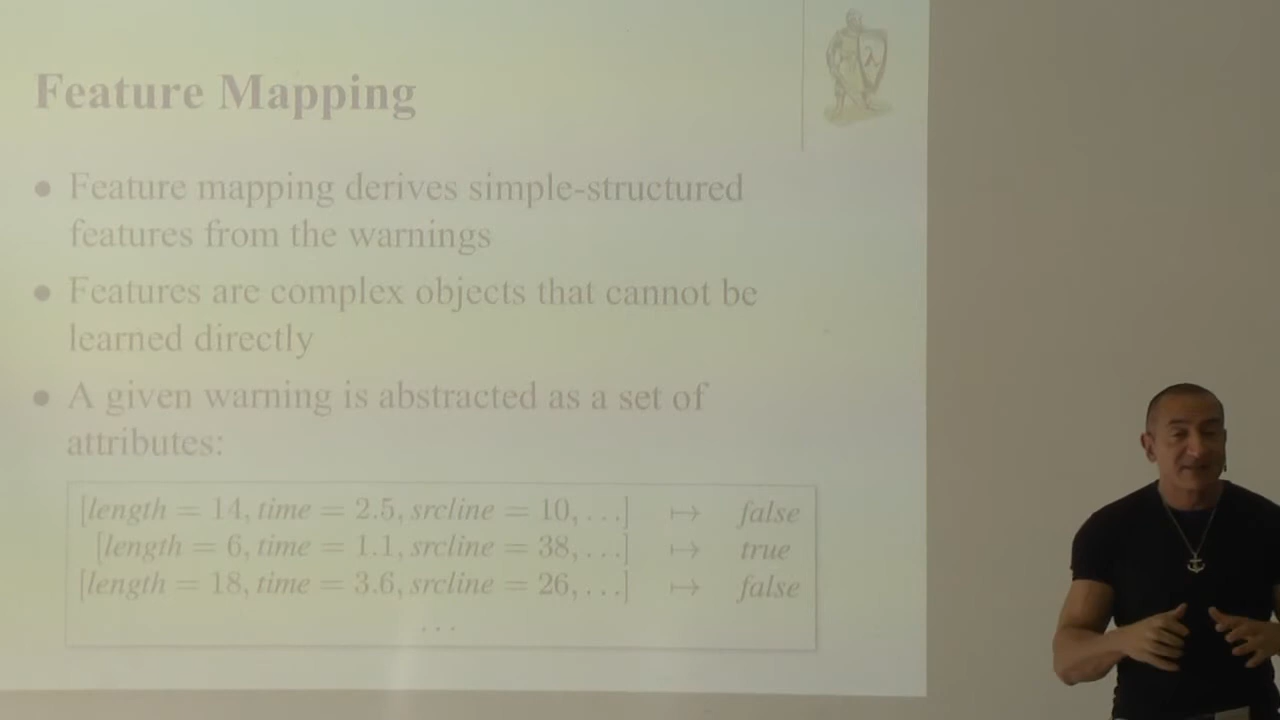 λ
Feature Mapping
● Feature mapping derives simple-structured
features from the warnings
● Features are complex objects that cannot be
learned directly
● A given warning is abstracted as a set of
attributes:
[length = 14, time = 2.5, srcline = 10, . . .] ↦ false
[length = 6, time = 1.1, srcline = 38, . . .] ↦ true
[length = 18, time = 3.6, srcline = 26, . . .] ↦ false
. . .